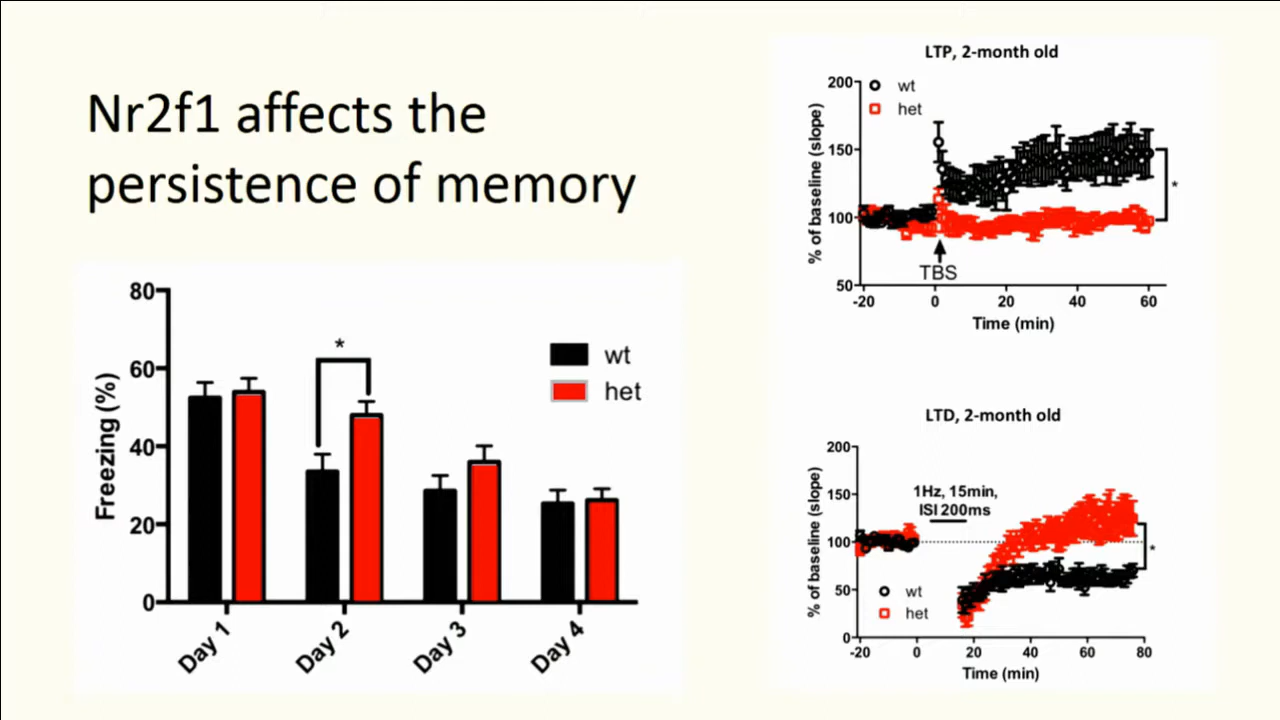 Nr2f1 affects the
persistence of memory
80
60
40
20
0
Freezing (%)
*
wt
het
Day 1
Day 2
Day 3
Day 4
LTP, 2-month old
200
150
100
50
% of baseline (slope)
wt
het
*
TBS
-20
0
20
40
60
Time (min)
LTD, 2-month old
200
150
100
50
0
% of baseline (slope)
1Hz, 15min,
ISI 200ms
*
wt
het
-20
0
20
40
60
80
Time (min)